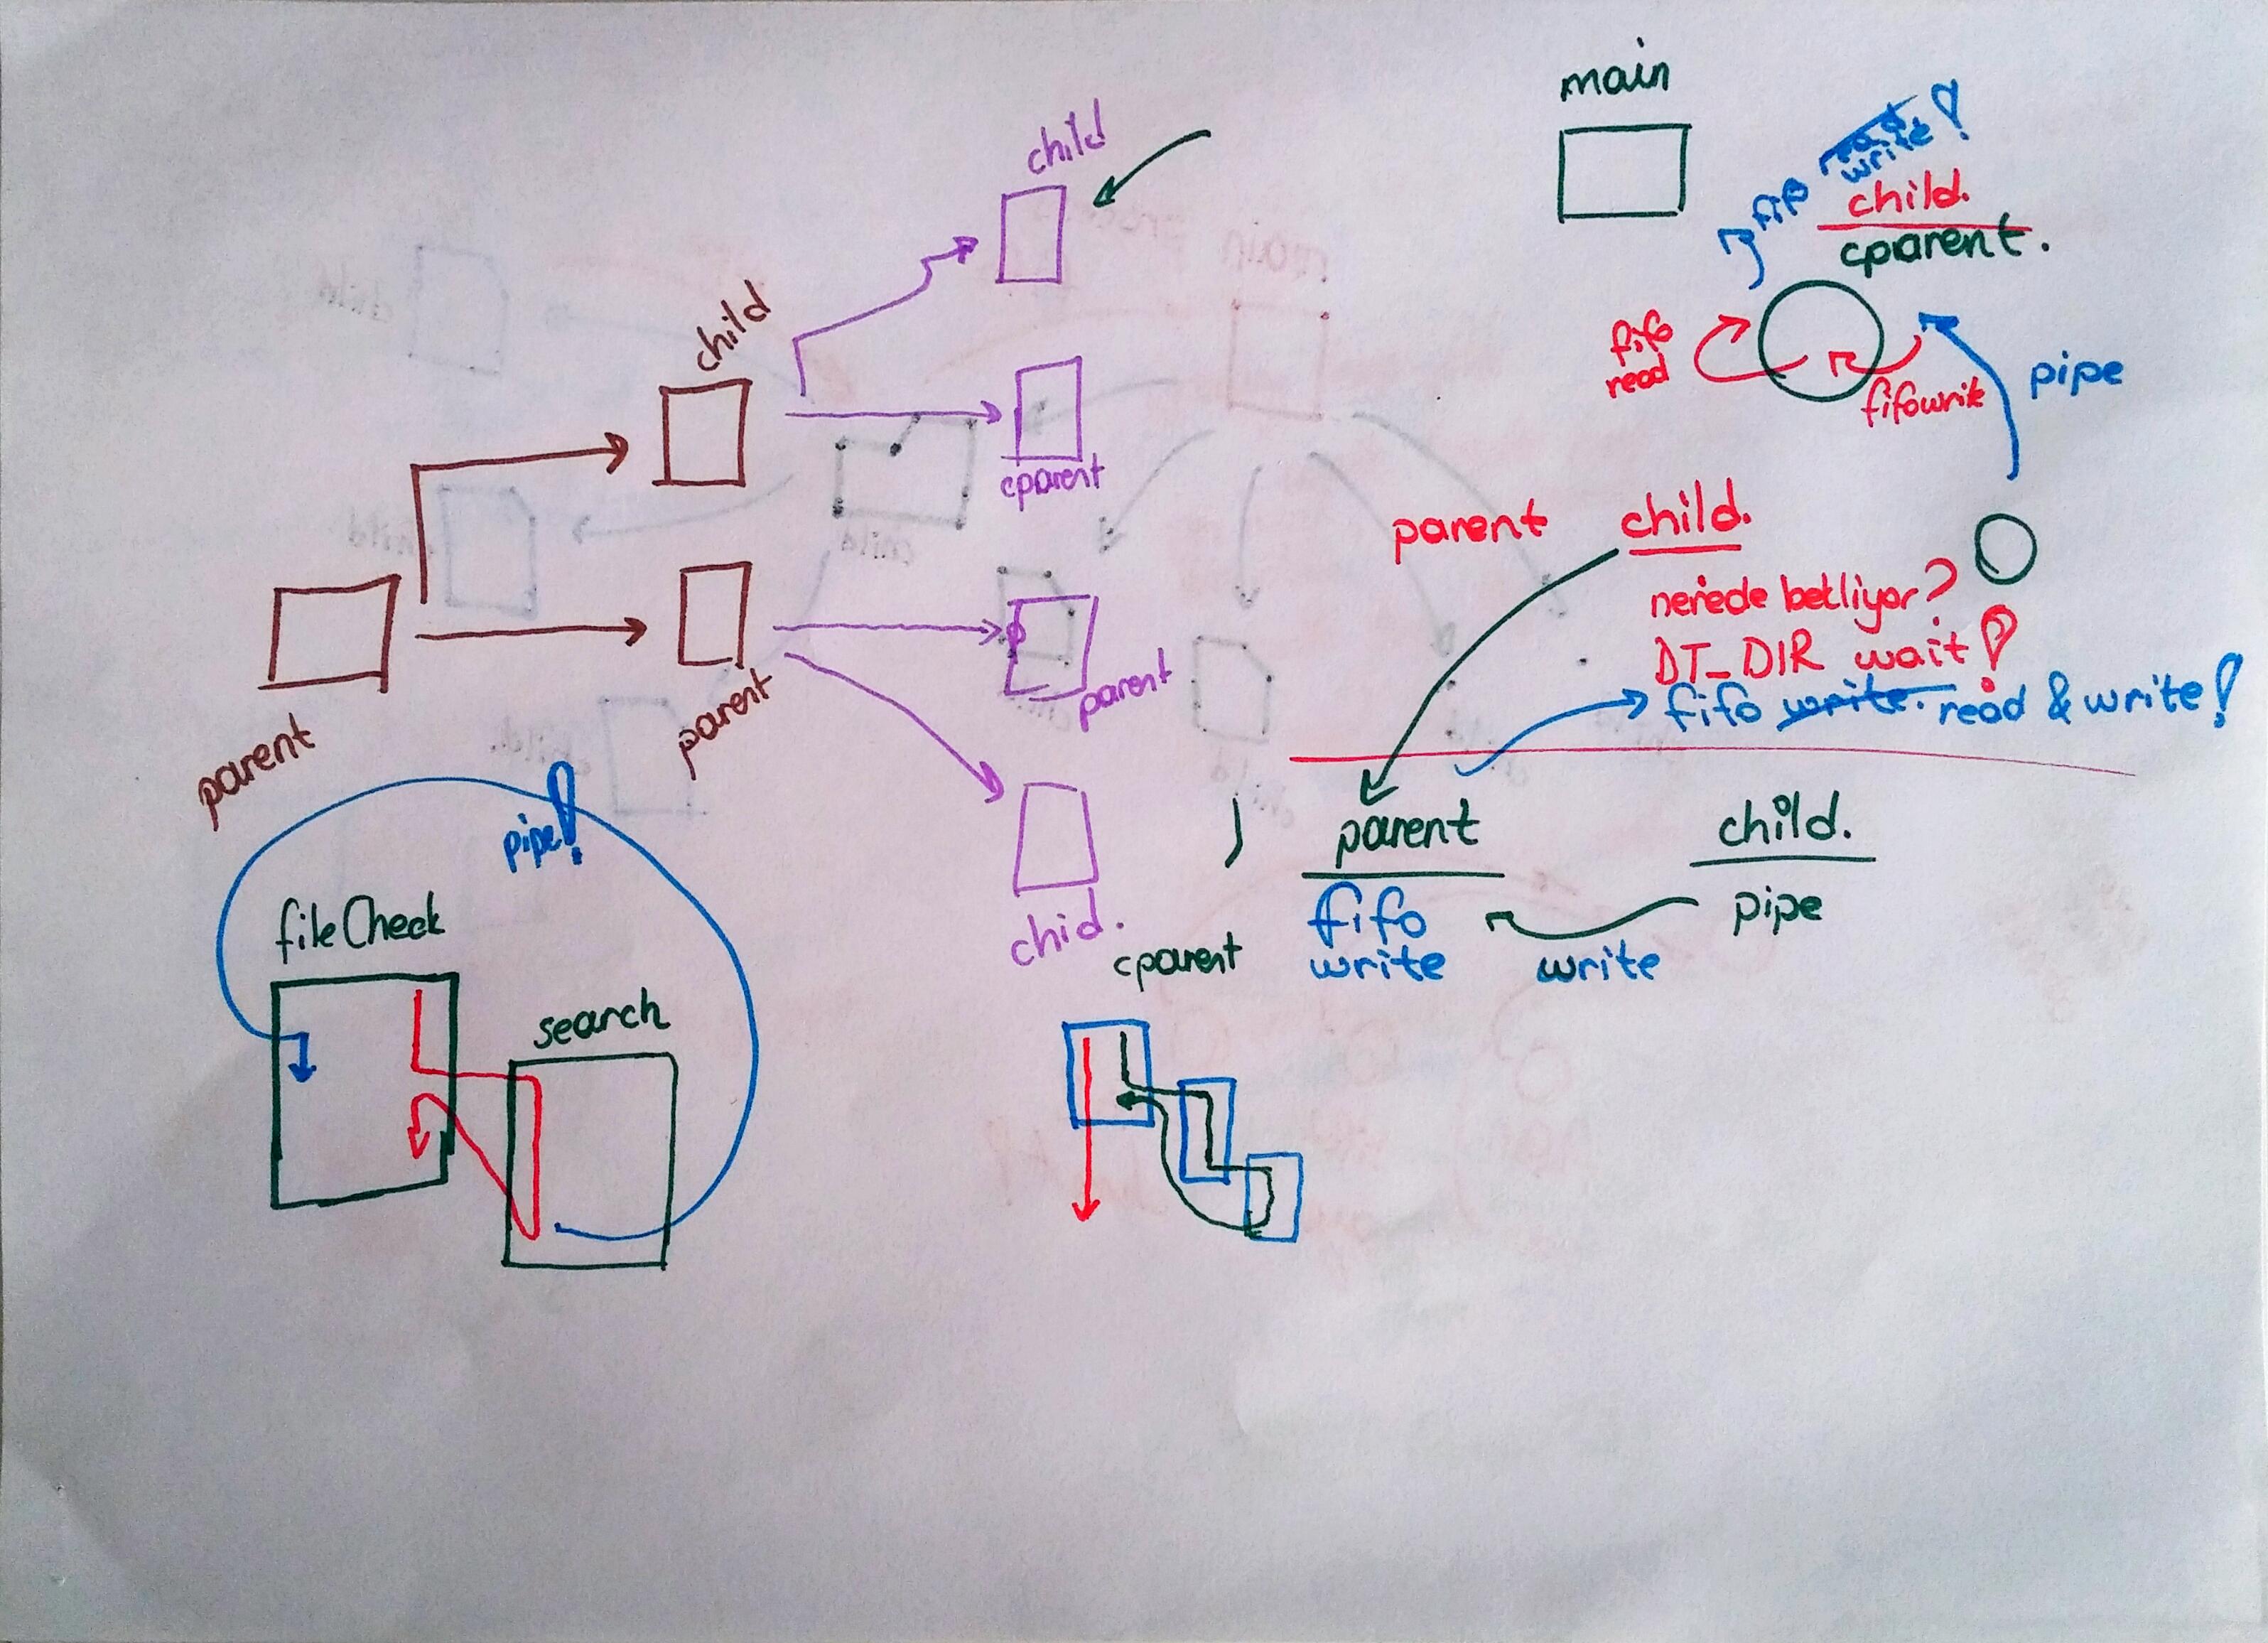 main
fifo read
write!
child.
cparent.
fifo
read
fifowrite
pipe
child
child
cparent
parent
parent
parent
chid.
parent child.
nerede bekliyor?
DT_DIR wait!
fifo write. read & write!
parent child.
fifo pipe
write write
pipe!
fileCheck
search
cparent